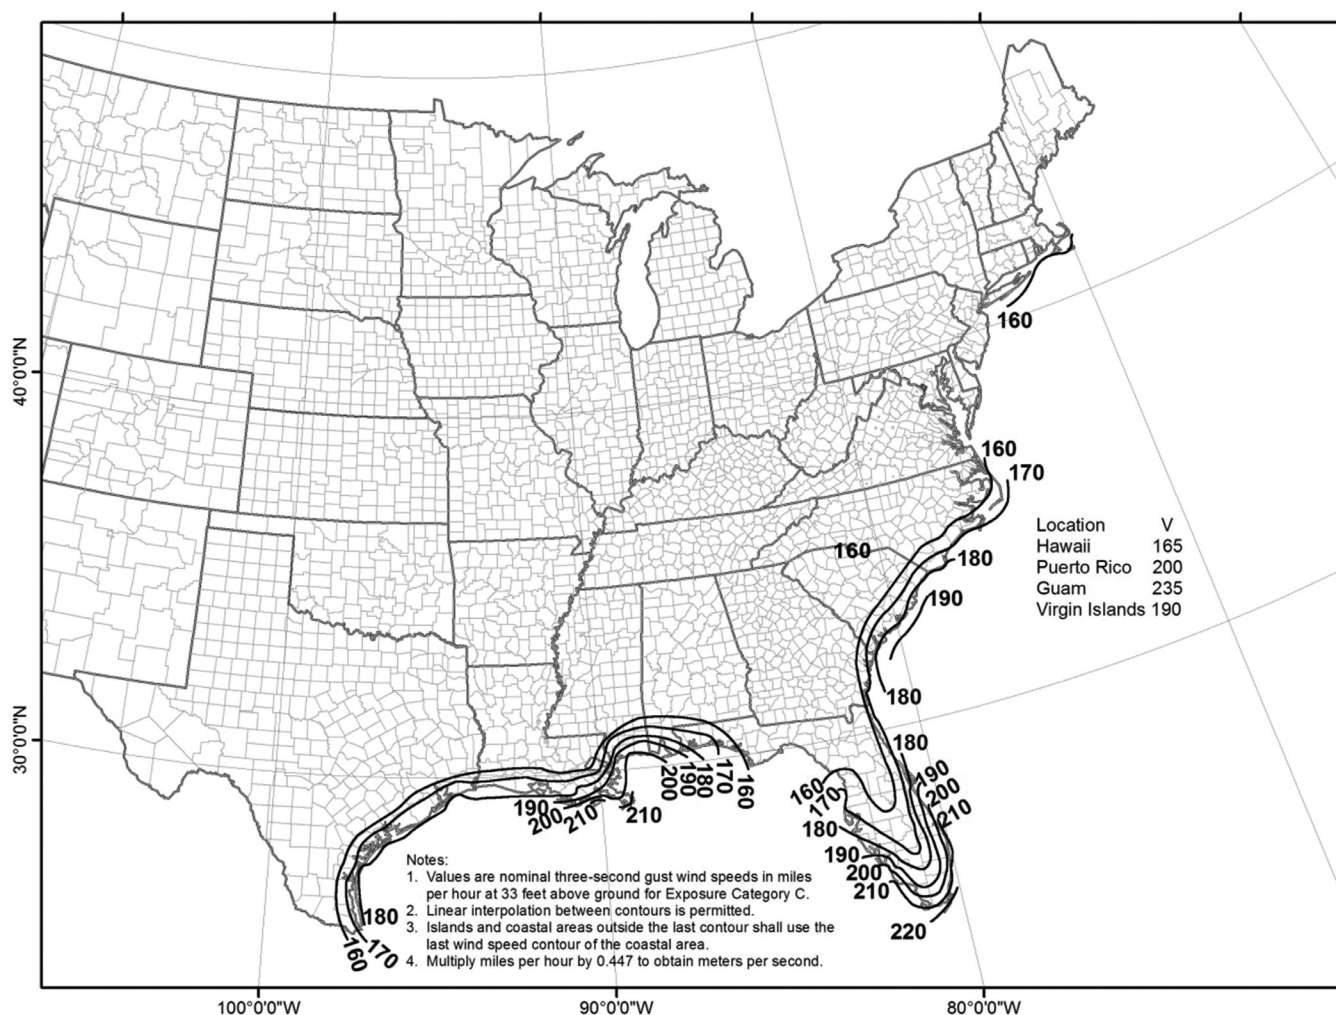 160
160
170
40°0'0"N
Location V
Hawaii 165
Puerto Rico 200
Guam 235
Virgin Islands 190
160
180
190
180
30°0'0"N
180
190
200
210
160
170
180
190
200
210
220
190
200
210
210
200
190
180
170
160
180
170
160
Notes:
1. Values are nominal three-second gust wind speeds in miles
per hour at 33 feet above ground for Exposure Category C.
2. Linear interpolation between contours is permitted.
3. Islands and coastal areas outside the last contour shall use the
last wind speed contour of the coastal area.
4. Multiply miles per hour by 0.447 to obtain meters per second.
100°0'0"W
90°0'0"W
80°0'0"W